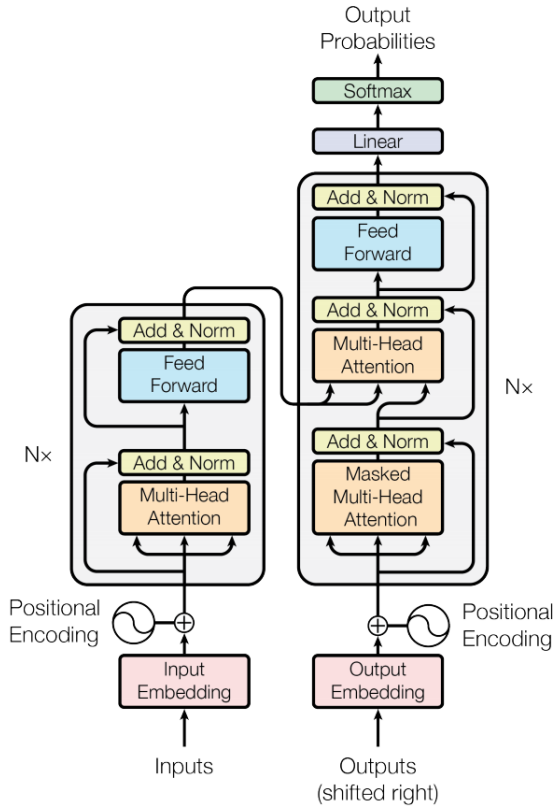 Output
Probabilities
Softmax
Linear
Add & Norm
Feed
Forward
Add & Norm
Multi-Head
Attention
Add & Norm
Masked
Multi-Head
Attention
N×
Positional
Encoding
Output
Embedding
Outputs
(shifted right)
Add & Norm
Feed
Forward
Add & Norm
Multi-Head
Attention
N×
Positional
Encoding
Input
Embedding
Inputs